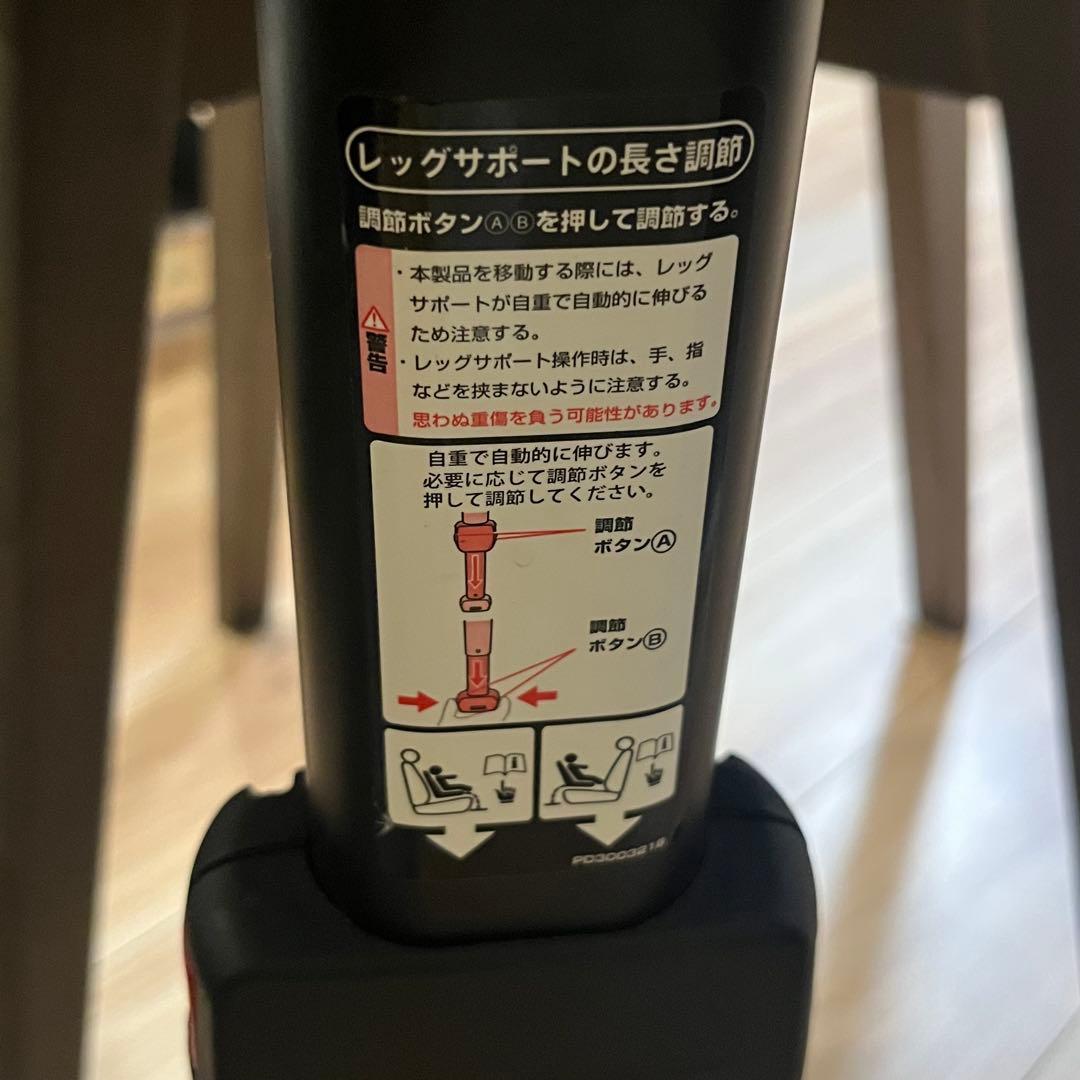 レッグサポートの長さ調節
調節ボタンⒶⒷを押して調節する。
⚠警告
・本製品を移動する際には、レッグ
サポートが自重で自動的に伸びる
ため注意する。
・レッグサポート操作時は、手、指
などを挟まないように注意する。
思わぬ重傷を負う可能性があります。
自重で自動的に伸びます。
必要に応じて調節ボタンを
押して調節してください。
調節
ボタンⒶ
調節
ボタンⒷ